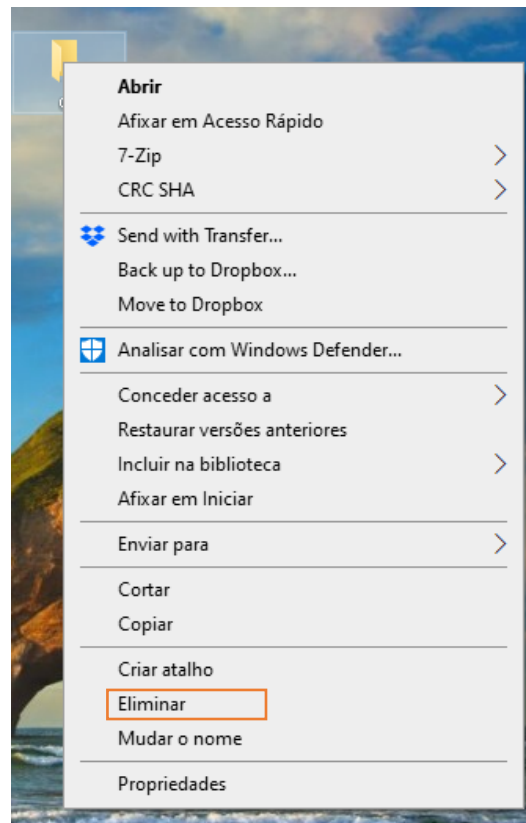 Abrir
Afixar em Acesso Rápido
7-Zip
CRC SHA
Send with Transfer...
Back up to Dropbox...
Move to Dropbox
Analisar com Windows Defender...
Conceder acesso a
Restaurar versões anteriores
Incluir na biblioteca
Afixar em Iniciar
Enviar para
Cortar
Copiar
Criar atalho
Eliminar
Mudar o nome
Propriedades